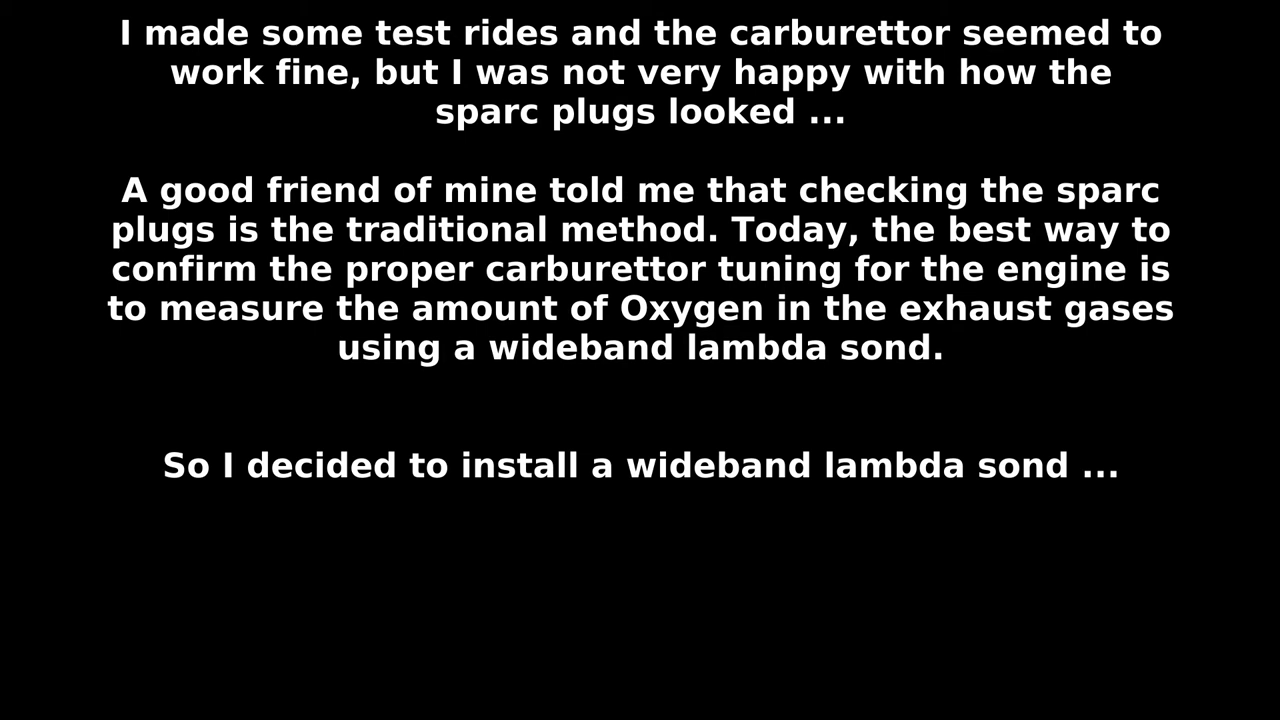 I made some test rides and the carburettor seemed to
work fine, but I was not very happy with how the
sparc plugs looked ...
A good friend of mine told me that checking the sparc
plugs is the traditional method. Today, the best way to
confirm the proper carburettor tuning for the engine is
to measure the amount of Oxygen in the exhaust gases
using a wideband lambda sond.
So I decided to install a wideband lambda sond ...